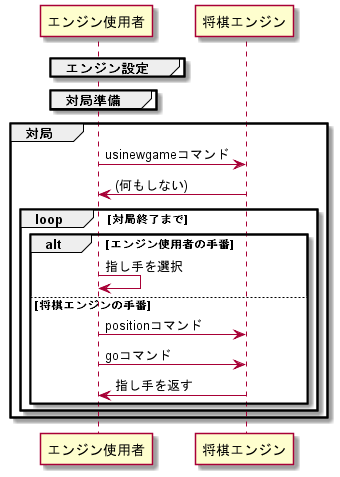 エンジン使用者
将棋エンジン
エンジン設定
対局準備
対局
usinewgameコマンド
(何もしない)
loop [対局終了まで]
alt [エンジン使用者の手番]
指し手を選択
[将棋エンジンの手番]
positionコマンド
goコマンド
指し手を返す
エンジン使用者
将棋エンジン